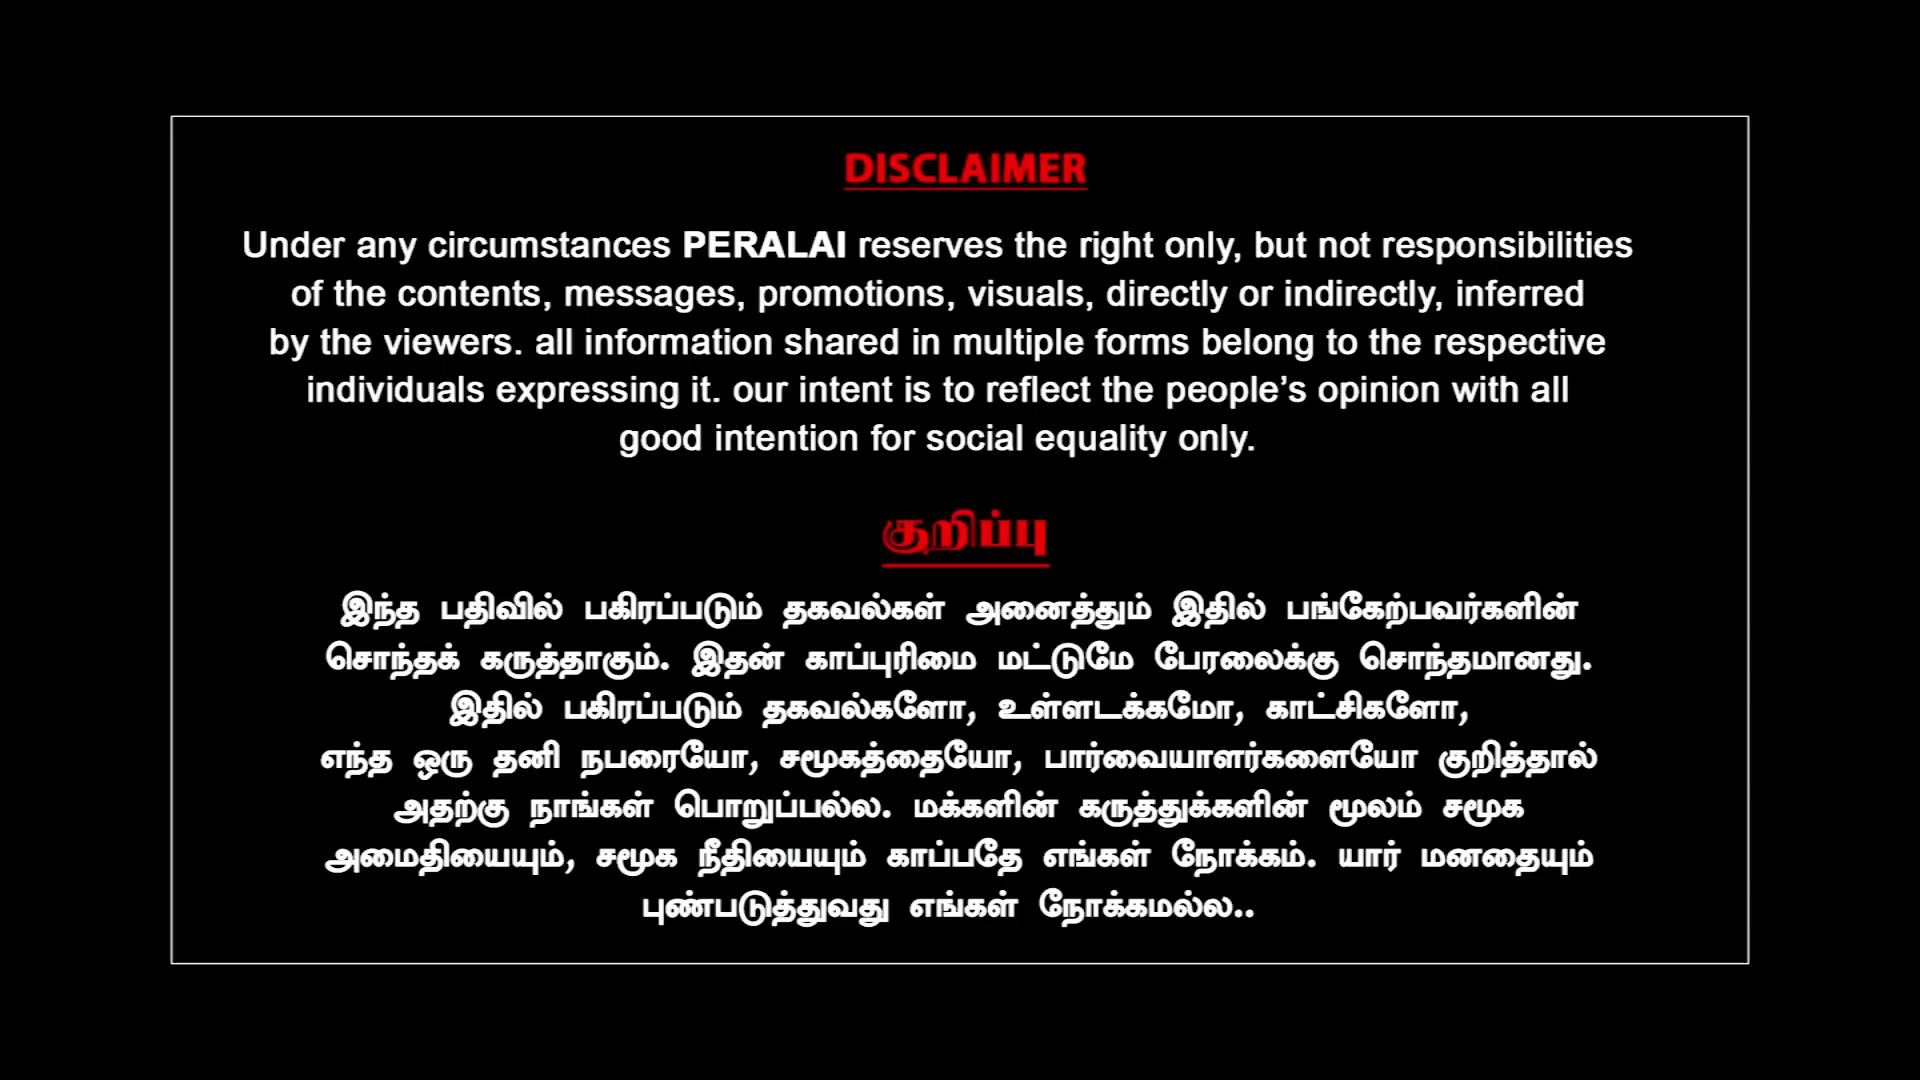 DISCLAIMER
Under any circumstances PERALAI reserves the right only, but not responsibilities
of the contents, messages, promotions, visuals, directly or indirectly, inferred
by the viewers. all information shared in multiple forms belong to the respective
individuals expressing it. our intent is to reflect the people’s opinion with all
good intention for social equality only.
குறிப்பு
இந்த பதிவில் பகிரப்படும் தகவல்கள் அனைத்தும் இதில் பங்கேற்பவர்களின்
சொந்தக் கருத்தாகும். இதன் காப்புரிமை மட்டுமே பேரலைக்கு சொந்தமானது.
இதில் பகிரப்படும் தகவல்களோ, உள்ளடக்கமோ, காட்சிகளோ,
எந்த ஒரு தனி நபரையோ, சமூகத்தையோ, பார்வையாளர்களையோ குறித்தால்
அதற்கு நாங்கள் பொறுப்பல்ல. மக்களின் கருத்துக்களின் மூலம் சமூக
அமைதியையும், சமூக நீதியையும் காப்பதே எங்கள் நோக்கம். யார் மனதையும்
புண்படுத்துவது எங்கள் நோக்கமல்ல..